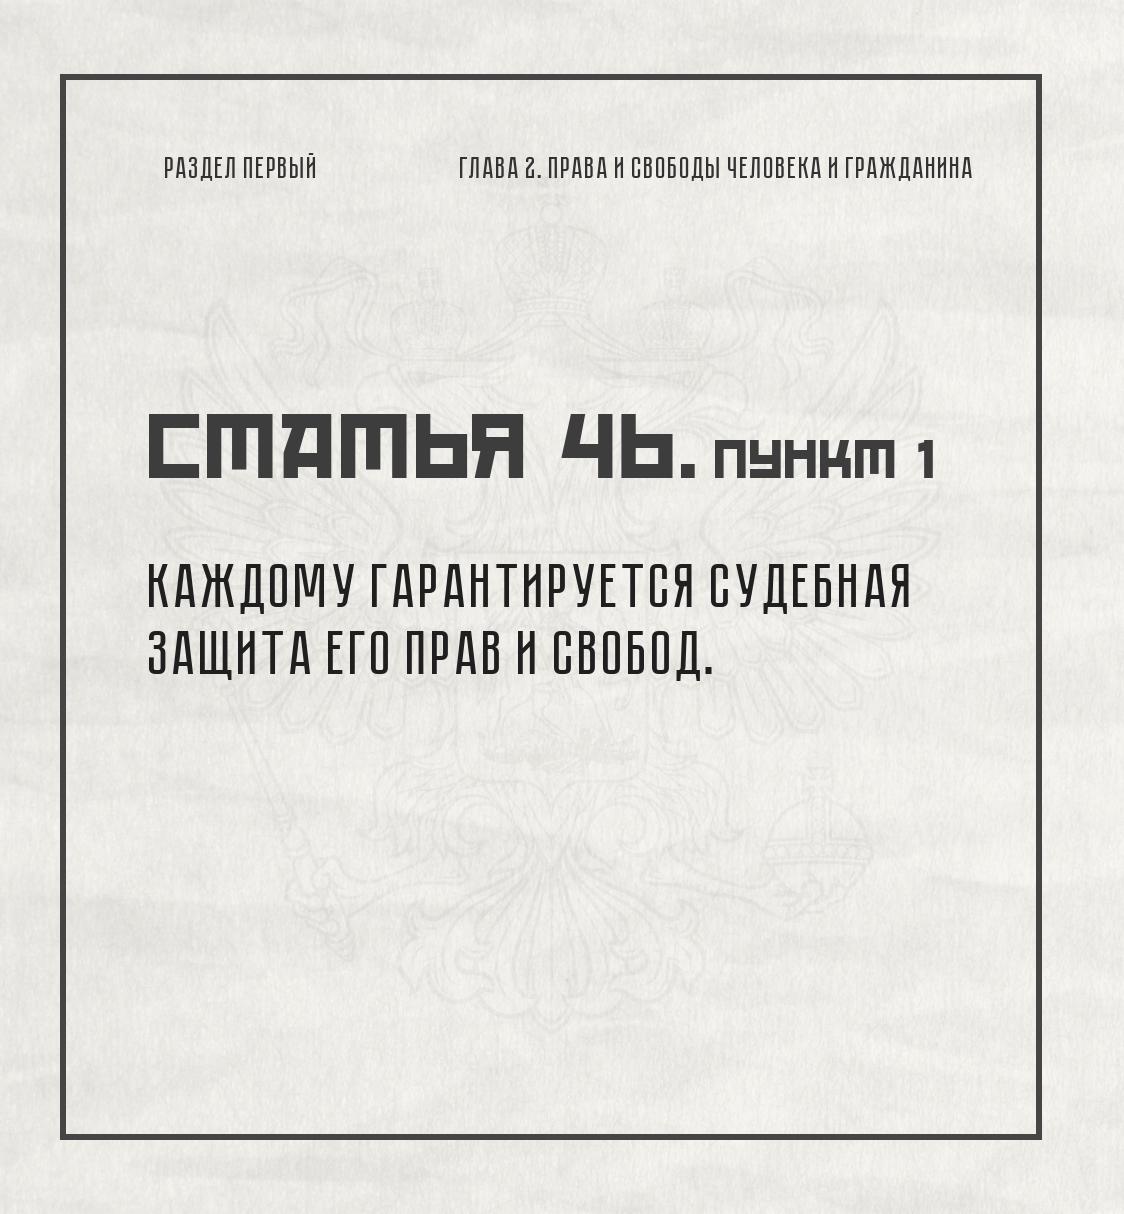 РАЗДЕЛ ПЕРВЫЙ
ГЛАВА 2. ПРАВА И СВОБОДЫ ЧЕЛОВЕКА И ГРАЖДАНИНА
СТАТЬЯ 46. ПУНКТ 1
КАЖДОМУ ГАРАНТИРУЕТСЯ СУДЕБНАЯ
ЗАЩИТА ЕГО ПРАВ И СВОБОД.